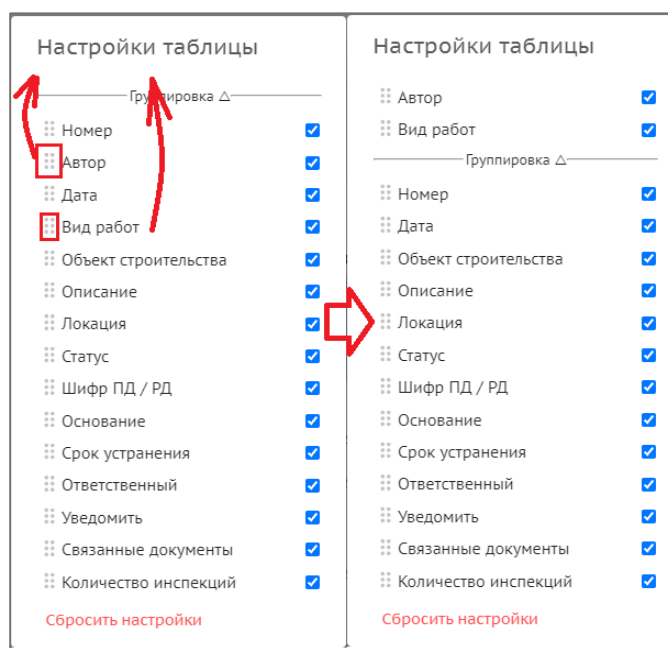 Настройки таблицы
Группировка △
Номер
Автор
Дата
Вид работ
Объект строительства
Описание
Локация
Статус
Шифр ПД / РД
Основание
Срок устранения
Ответственный
Уведомить
Связанные документы
Количество инспекций
Сбросить настройки
Настройки таблицы
Автор
Вид работ
Группировка △
Номер
Дата
Объект строительства
Описание
Локация
Статус
Шифр ПД / РД
Основание
Срок устранения
Ответственный
Уведомить
Связанные документы
Количество инспекций
Сбросить настройки